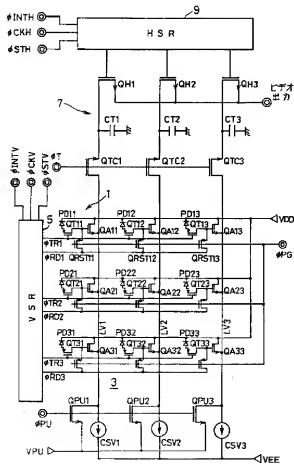 9
φINTH
φCKH
φSTH
HSR
QH1
QH2
QH3
ビデオ
出力
7
CT1
CT2
CT3
φINTV
φCKV
φSTV
φT
QTC1
QTC2
QTC3
1
5
VSR
PD11
PD12
PD13
VDD
QT11
QT12
QT13
QA11
QA12
QA13
φTR1
QRST11
QRST12
QRST13
φPG
φRD1
PD21
PD22
PD23
QT21
QT22
QT23
QA21
QA22
QA23
φTR2
φRD2
PD31
LV1
PD32
LV2
PD33
LV3
QT31
QT32
QT33
QA31
QA32
QA33
φTR3
φRD3
3
φPU
QPU1
QPU2
QPU3
VPU
CSV1
CSV2
CSV3
VEE